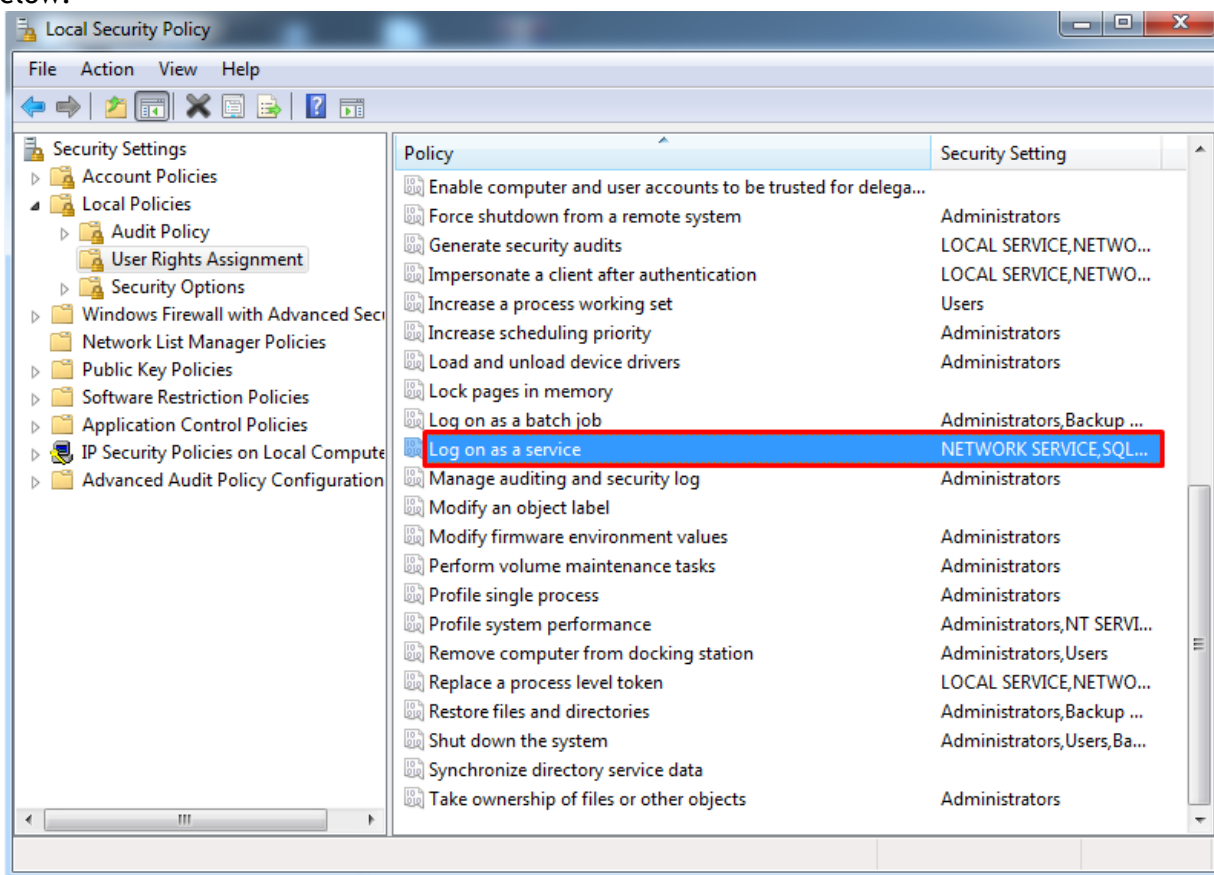 elow:
Local Security Policy
File Action View Help
Security Settings
Account Policies
Local Policies
Audit Policy
User Rights Assignment
Security Options
Windows Firewall with Advanced Secu
Network List Manager Policies
Public Key Policies
Software Restriction Policies
Application Control Policies
IP Security Policies on Local Compute
Advanced Audit Policy Configuration
Policy Security Setting
Enable computer and user accounts to be trusted for delega...
Force shutdown from a remote system Administrators
Generate security audits LOCAL SERVICE,NETWO...
Impersonate a client after authentication LOCAL SERVICE,NETWO...
Increase a process working set Users
Increase scheduling priority Administrators
Load and unload device drivers Administrators
Lock pages in memory
Log on as a batch job Administrators,Backup ...
Log on as a service NETWORK SERVICE,SQL...
Manage auditing and security log Administrators
Modify an object label
Modify firmware environment values Administrators
Perform volume maintenance tasks Administrators
Profile single process Administrators
Profile system performance Administrators,NT SERVI...
Remove computer from docking station Administrators,Users
Replace a process level token LOCAL SERVICE,NETWO...
Restore files and directories Administrators,Backup ...
Shut down the system Administrators,Users,Ba...
Synchronize directory service data
Take ownership of files or other objects Administrators